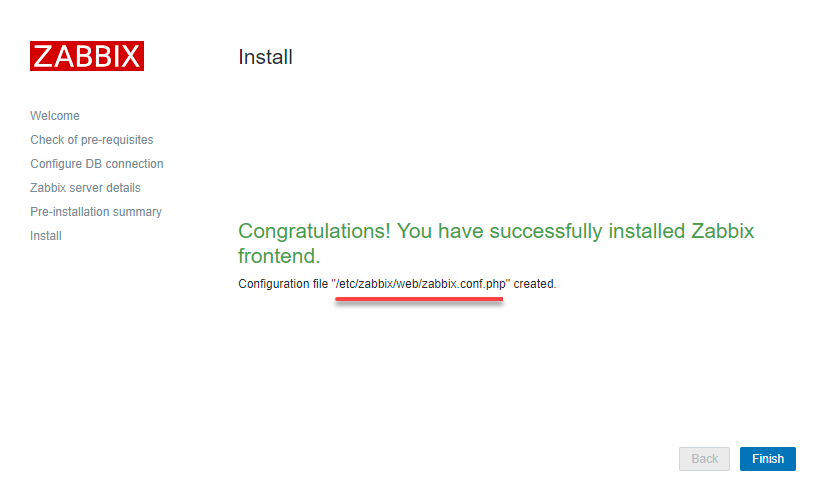 ZABBIX
Install
Welcome
Check of pre-requisites
Configure DB connection
Zabbix server details
Pre-installation summary
Install
Congratulations! You have successfully installed Zabbix
frontend.
Configuration file "/etc/zabbix/web/zabbix.conf.php" created.
Back
Finish